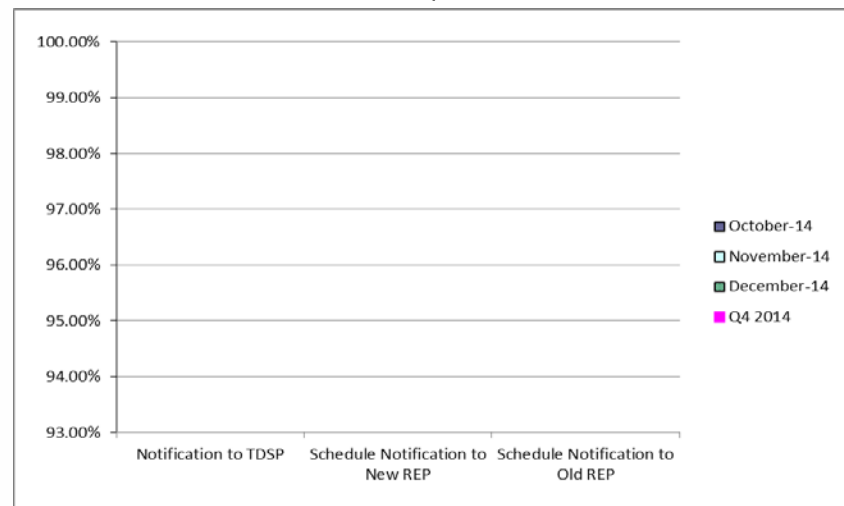 100.00%
99.00%
98.00%
97.00%
96.00%
95.00%
94.00%
93.00%
Notification to TDSP
Schedule Notification to
New REP
Schedule Notification to
Old REP
October-14
November-14
December-14
Q4 2014